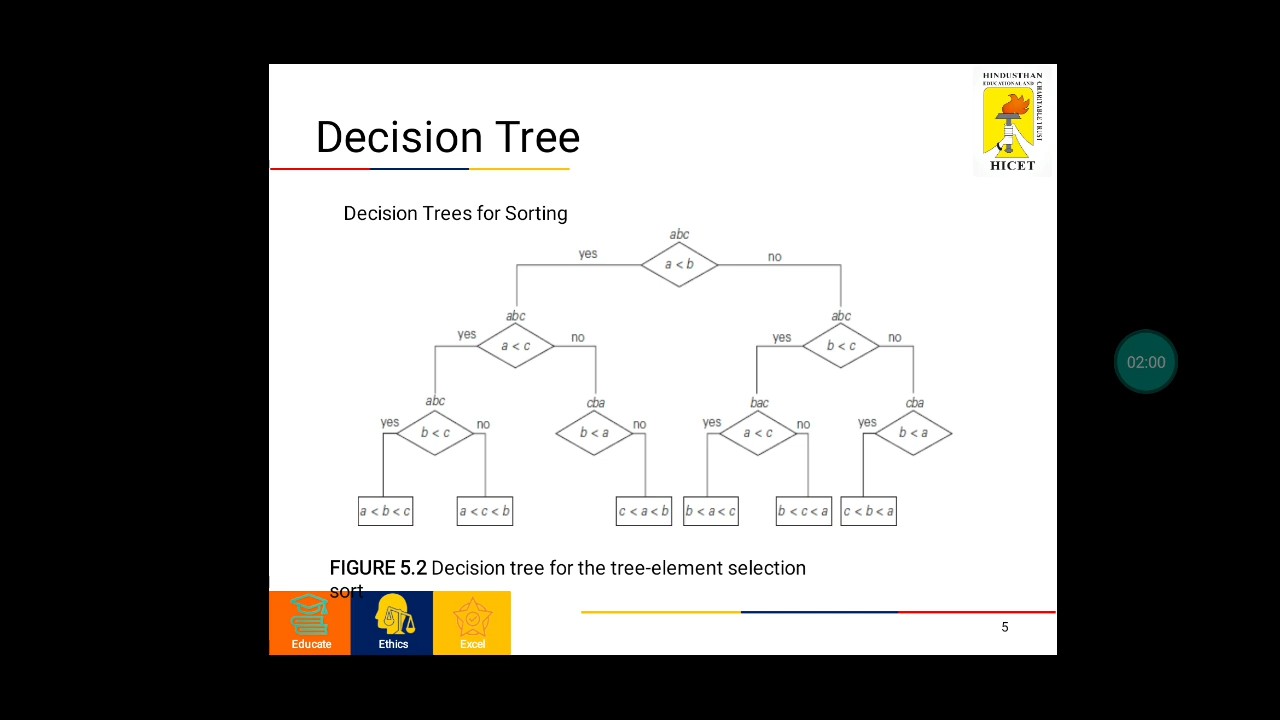 HINDUSTHAN
EDUCATIONAL AND
CHARITABLE TRUST
HICET
Decision Tree
Decision Trees for Sorting
abc
yes
a < b
no
abc
abc
yes
a < c
no
yes
b < c
no
abc
cba
bac
cba
yes
b < c
no
b < a
no
yes
a < c
no
yes
b < a
a < b < c
a < c < b
c < a < b
b < a < c
b < c < a
c < b < a
FIGURE 5.2 Decision tree for the tree-element selection
sort
Educate
Ethics
Excel
5
02:00